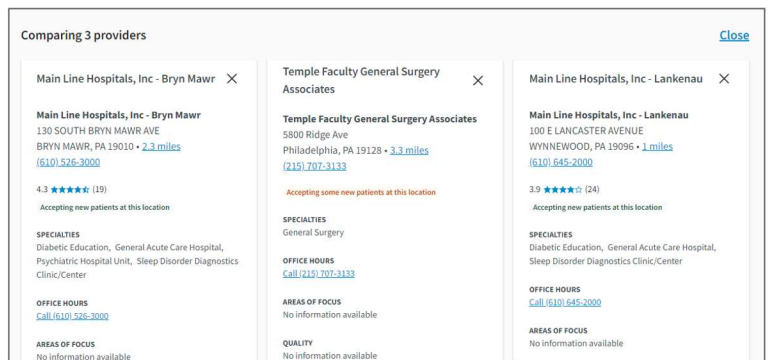 Comparing 3 providers
Close
Main Line Hospitals, Inc - Bryn Mawr
Main Line Hospitals, Inc - Bryn Mawr
130 SOUTH BRYN MAWR AVE
BRYN MAWR, PA 19010 • 2.3 miles
(610) 526-3000
4.3 (19)
Accepting new patients at this location
SPECIALTIES
Diabetic Education, General Acute Care Hospital,
Psychiatric Hospital Unit, Sleep Disorder Diagnostics
Clinic/Center
OFFICE HOURS
Call (610) 526-3000
AREAS OF FOCUS
No information available
Temple Faculty General Surgery
Associates
Temple Faculty General Surgery Associates
5800 Ridge Ave
Philadelphia, PA 19128 • 3.3 miles
(215) 707-3133
Accepting some new patients at this location
SPECIALTIES
General Surgery
OFFICE HOURS
Call (215) 707-3133
AREAS OF FOCUS
No information available
QUALITY
No information available
Main Line Hospitals, Inc - Lankenau
Main Line Hospitals, Inc - Lankenau
100 E LANCASTER AVENUE
WYNNEWOOD, PA 19096 • 1 miles
(610) 645-2000
3.9 (24)
Accepting new patients at this location
SPECIALTIES
Diabetic Education, General Acute Care Hospital,
Sleep Disorder Diagnostics Clinic/Center
OFFICE HOURS
Call (610) 645-2000
AREAS OF FOCUS
No information available